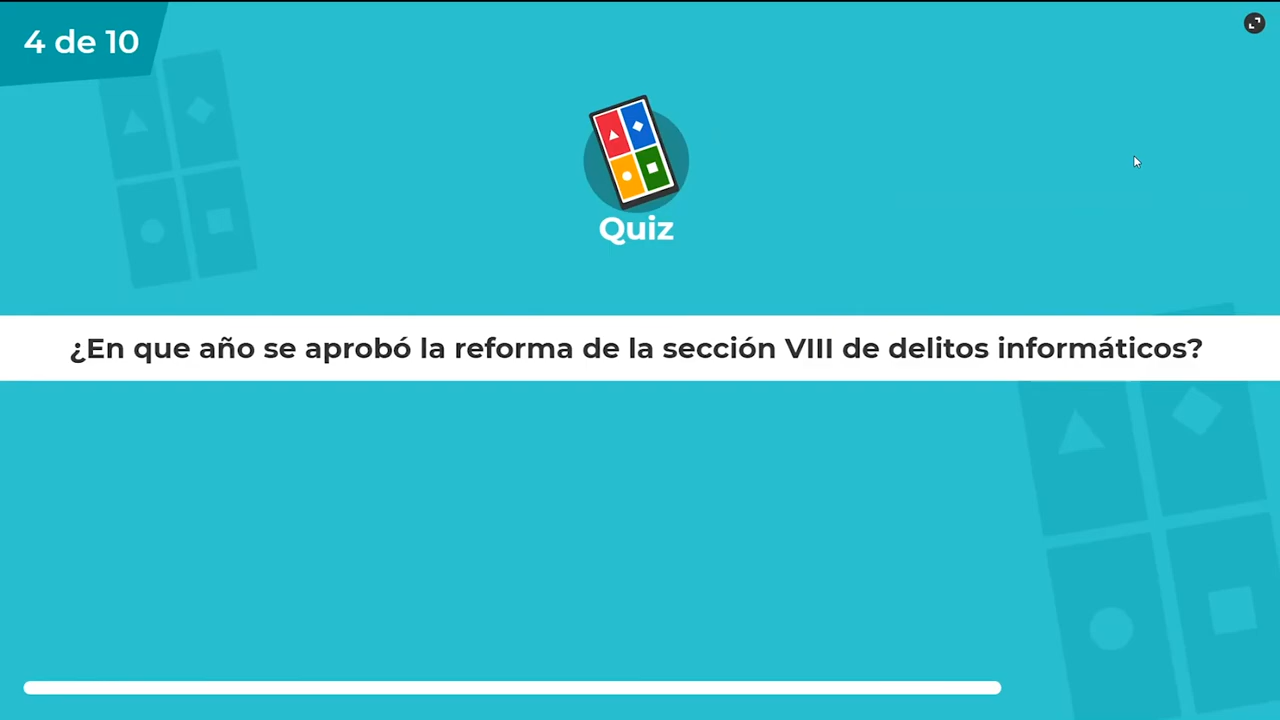 4 de 10
Quiz
¿En que año se aprobó la reforma de la sección VIII de delitos informáticos?